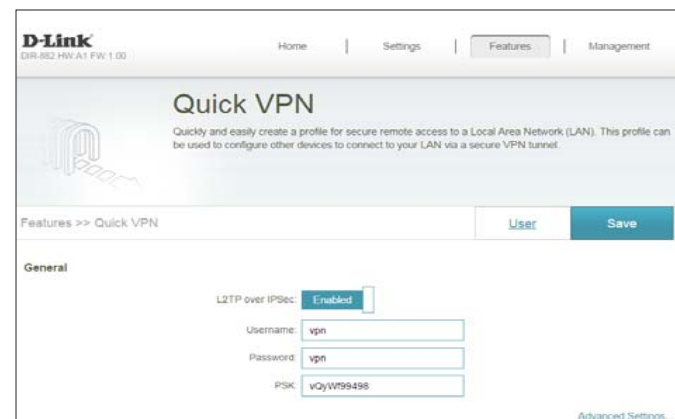 D-Link
DIR-882 HW:A1 FW:1.00
Home | Settings | Features | Management
Quick VPN
Quickly and easily create a profile for secure remote access to a Local Area Network (LAN). This profile can
be used to configure other devices to connect to your LAN via a secure VPN tunnel.
Features >> Quick VPN
User
Save
General
L2TP over IPSec: Enabled
Username: vpn
Password: vpn
PSK: vQyWf99498
Advanced Settings...